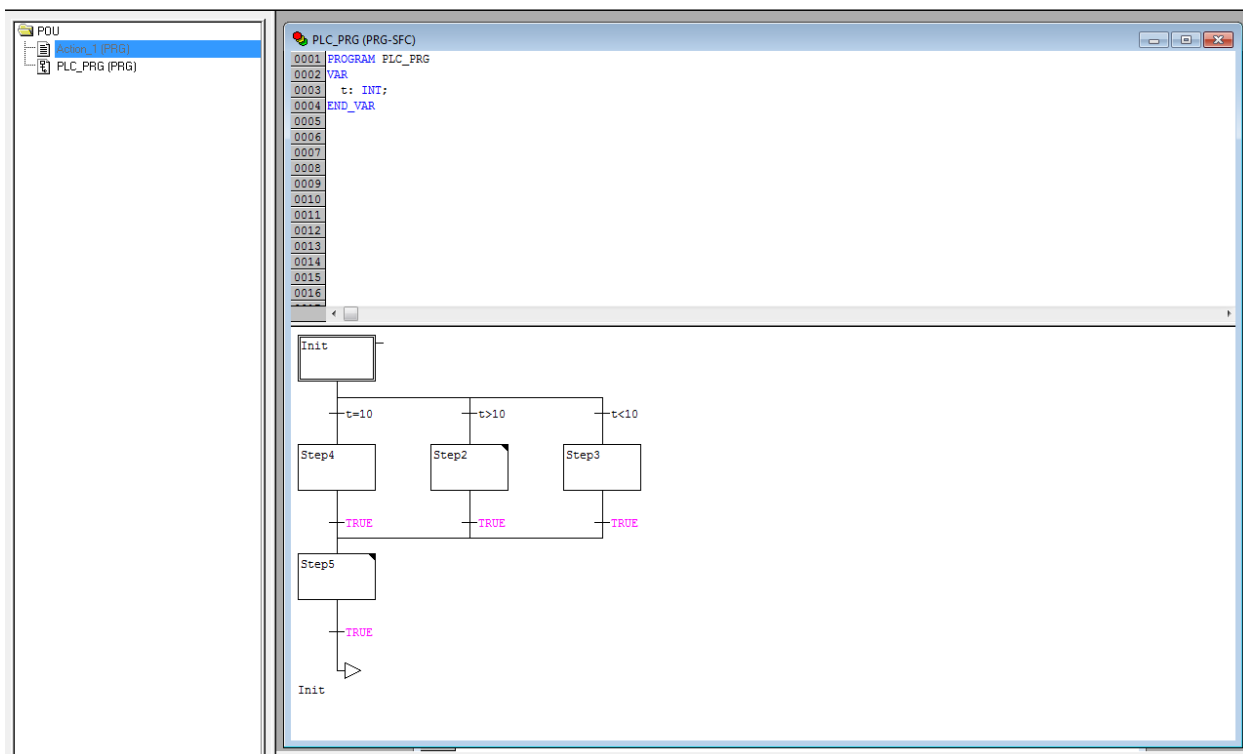 POU
Action_1 (PRG)
PLC_PRG (PRG)
PLC_PRG (PRG-SFC)
0001 PROGRAM PLC_PRG
0002 VAR
0003 t: INT;
0004 END_VAR
0005
0006
0007
0008
0009
0010
0011
0012
0013
0014
0015
0016
Init
t=10 t>10 t<10
Step4 Step2 Step3
TRUE TRUE TRUE
Step5
TRUE
Init